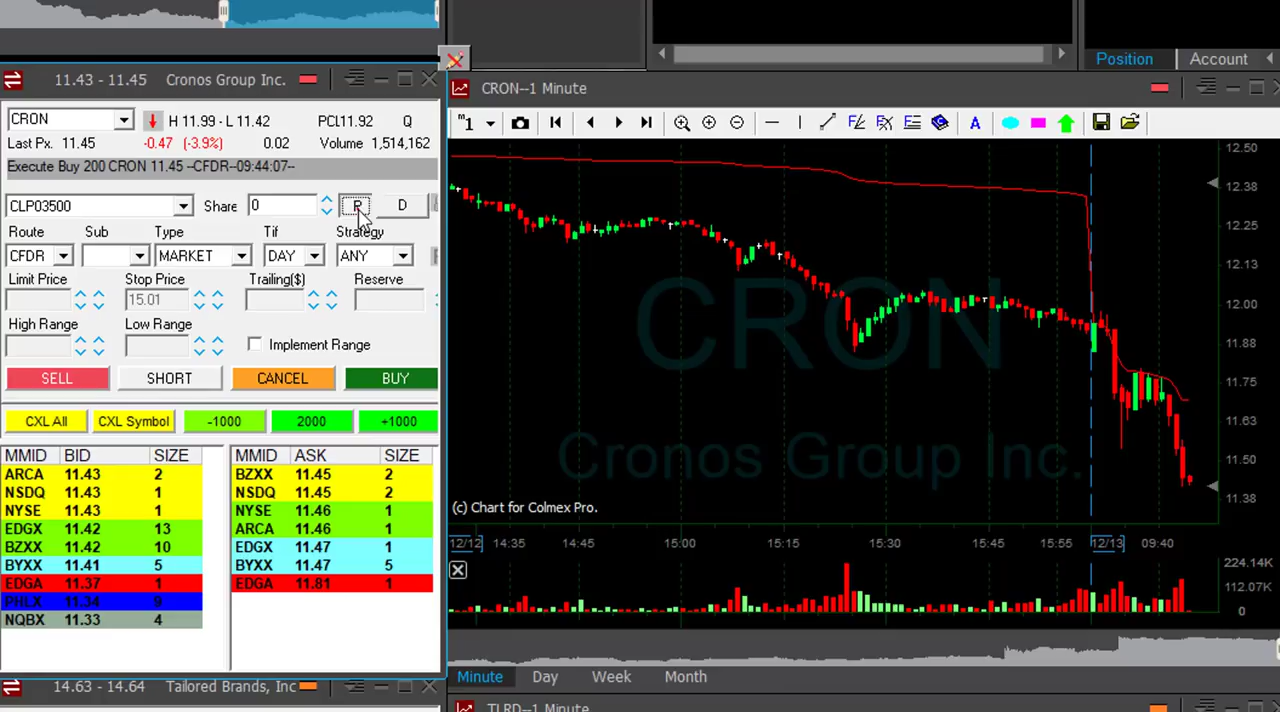 Position Account
11.43 - 11.45 Cronos Group Inc.
CRON--1 Minute
CRON H 11.99 - L 11.42 PCL11.92 Q
Last Px. 11.45 -0.47 (-3.9%) 0.02 Volume 1,514,162
Execute Buy 200 CRON 11.45 --CFDR--09:44:07--
CLP03500 Share 0 P D
Route Sub Type Tif Strategy
CFDR MARKET DAY ANY
Limit Price Stop Price Trailing($) Reserve
15.01
High Range Low Range
Implement Range
SELL SHORT CANCEL BUY
CXL All CXL Symbol -1000 2000 +1000
MMID BID SIZE MMID ASK SIZE
ARCA 11.43 2 BZXX 11.45 2
NSDQ 11.43 1 NSDQ 11.45 2
NYSE 11.43 1 NYSE 11.46 1
EDGX 11.42 13 ARCA 11.46 1
BZXX 11.42 10 EDGX 11.47 1
BYXX 11.41 5 BYXX 11.47 5
EDGA 11.37 1 EDGA 11.81 1
PHLX 11.34 9
NQBX 11.33 4
14.63 - 14.64 Tailored Brands, Inc
"1
A
12.50
12.38
12.25
12.13
12.00
11.88
11.75
11.63
11.50
11.38
CRON
Cronos Group Inc.
(c) Chart for Colmex Pro.
12/12 14:35 14:45 15:00 15:15 15:30 15:45 15:55 12/13 09:40
224.14K
112.07K
0
Minute Day Week Month
TLRD--1 Minute